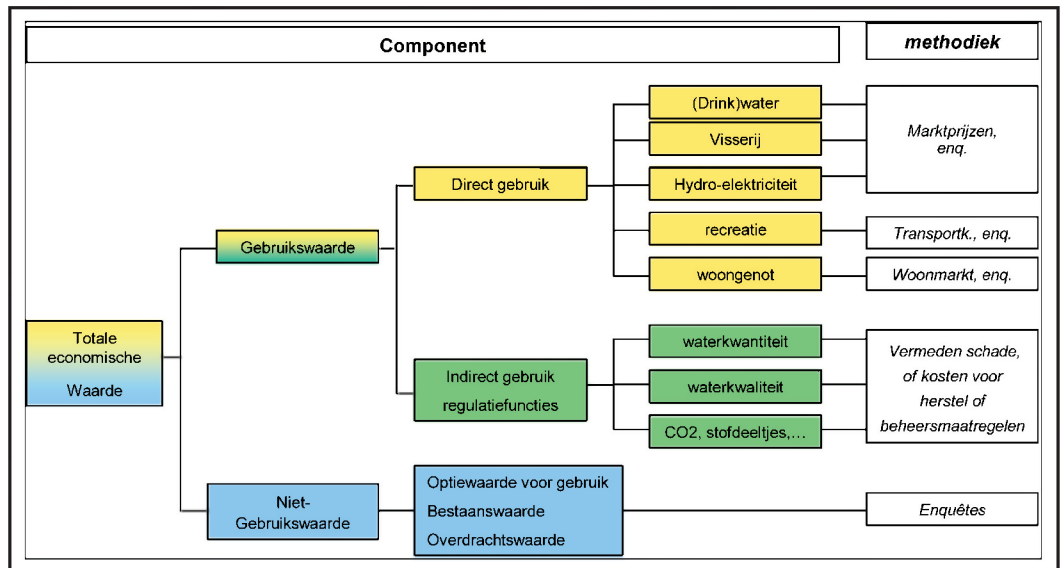 Component
methodiek
(Drink)water
Visserij
Hydro-elektriciteit
recreatie
woongenot
Marktprijzen,
enq.
Transportk., enq.
Woonmarkt, enq.
Direct gebruik
Gebruikswaarde
Totale
economische
Waarde
Indirect gebruik
regulatiefuncties
waterkwantiteit
waterkwaliteit
CO2, stofdeeltjes,...
Vermeden schade,
of kosten voor
herstel of
beheersmaatregelen
Niet-
Gebruikswaarde
Optiewaarde voor gebruik
Bestaanswaarde
Overdrachtswaarde
Enquêtes